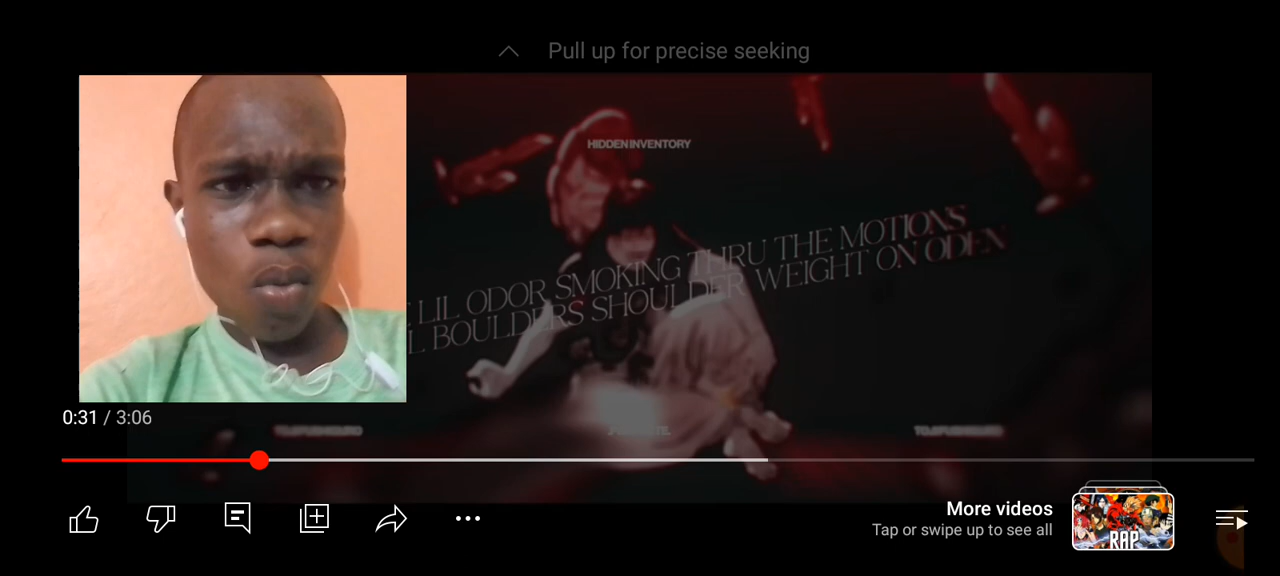 Pull up for precise seeking
HIDDEN INVENTORY
LIL ODOR SMOKING THRU THE MOTIONS
BOULDERS SHOULDER WEIGHT ON ODEN
0:31 / 3:06
More videos
Tap or swipe up to see all
RAP